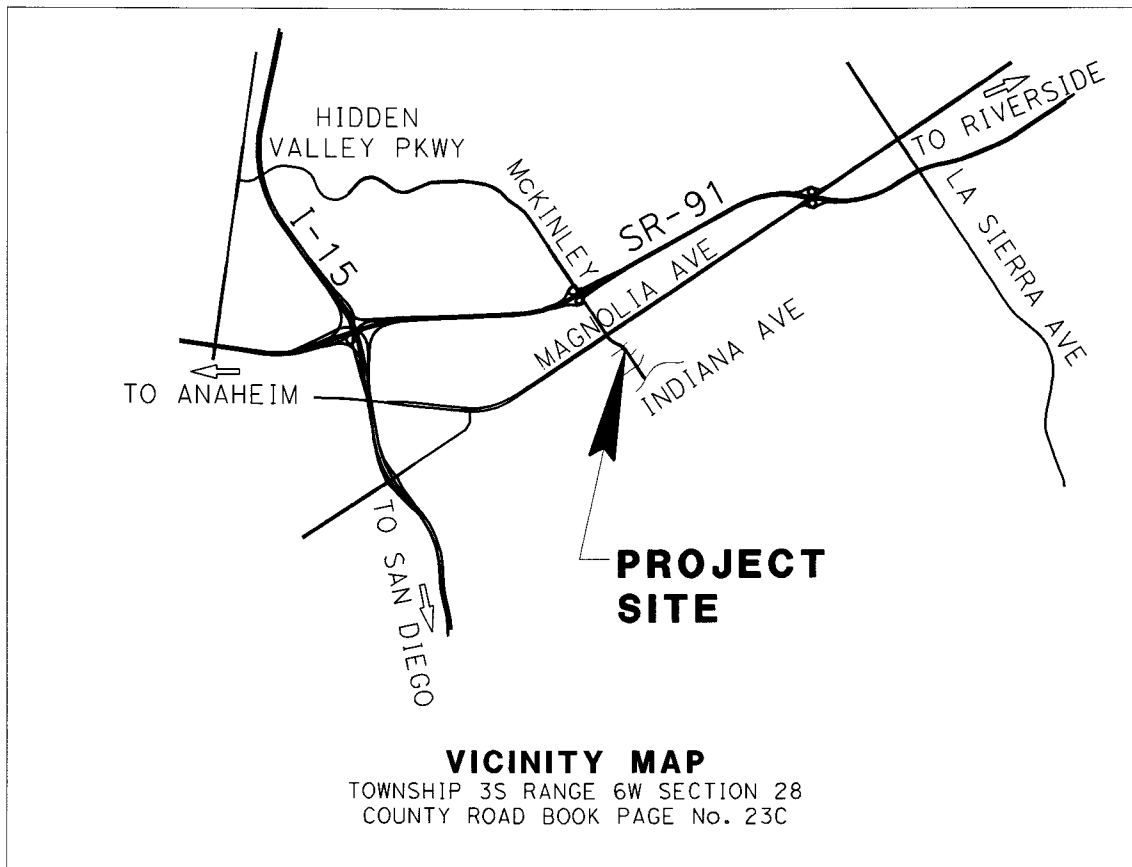 HIDDEN
VALLEY PKWY
McKINLEY
I-15
SR-91
MAGNOLIA AVE
INDIANA AVE
TO RIVERSIDE
LA SIERRA AVE
TO ANAHEIM
TO SAN DIEGO
PROJECT
SITE
VICINITY MAP
TOWNSHIP 3S RANGE 6W SECTION 28
COUNTY ROAD BOOK PAGE No. 23C